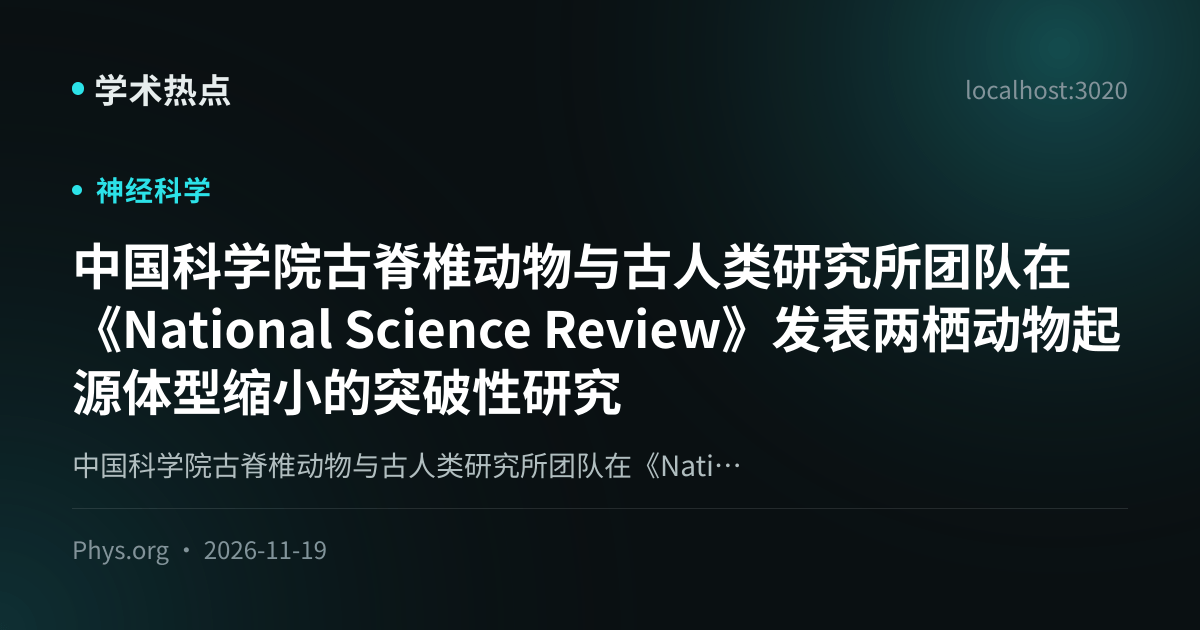 学术热点
localhost:3020
神经科学
中国科学院古脊椎动物与古人类研究所团队在
《National Science Review》发表两栖动物起
源体型缩小的突破性研究
中国科学院古脊椎动物与古人类研究所团队在《Nati…
Phys.org • 2026-11-19